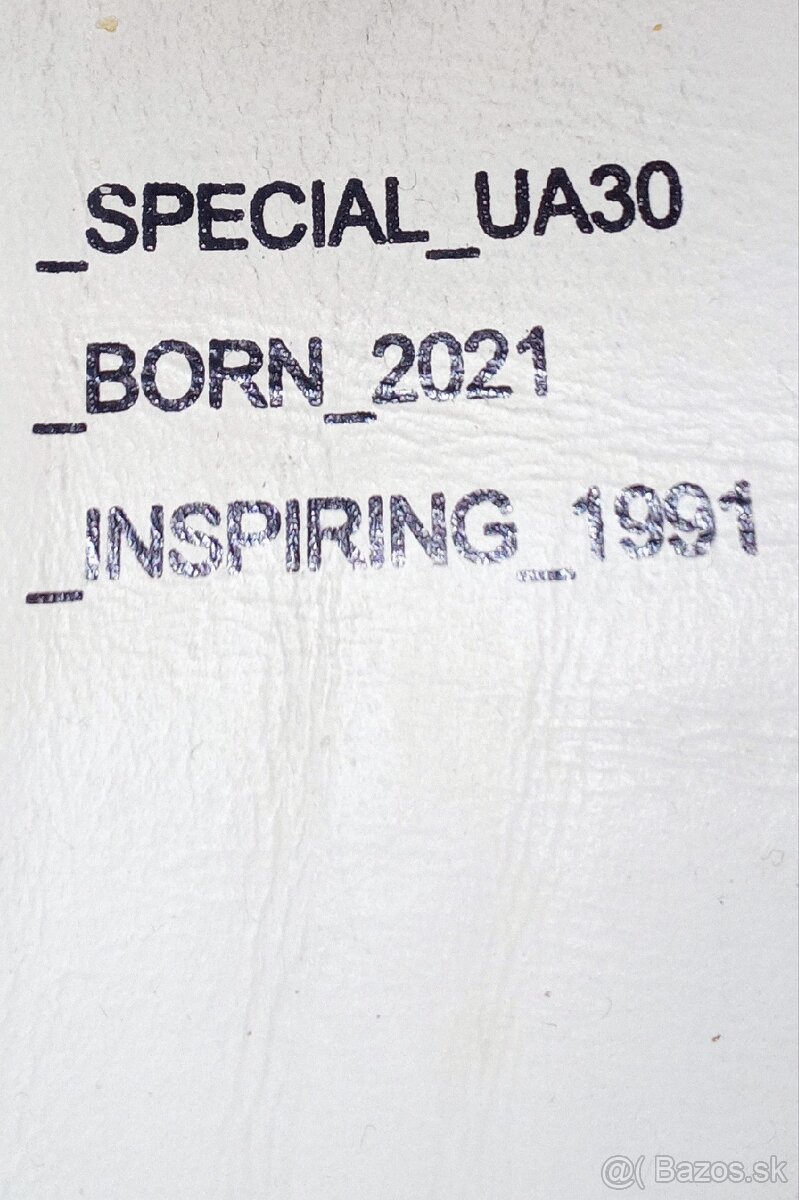 _SPECIAL_UA30
_BORN_2021
_INSPIRING_1991
@( Bazos.sk